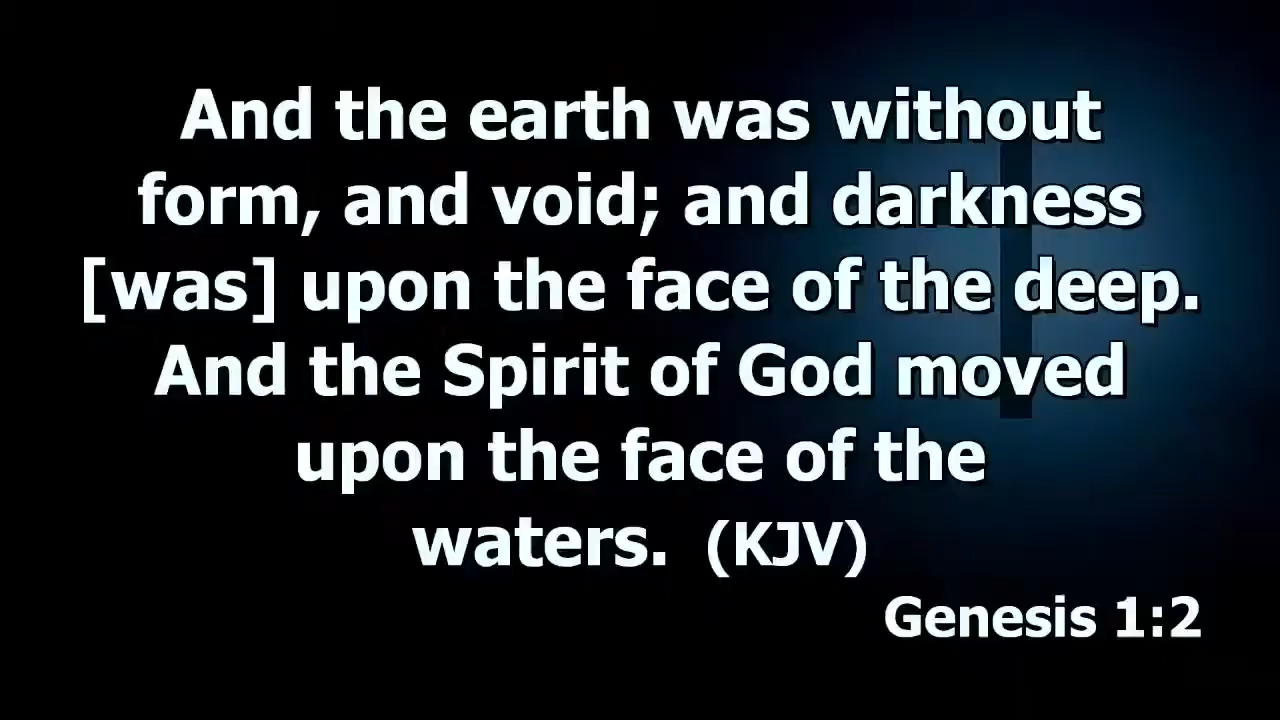 And the earth was without
form, and void; and darkness
[was] upon the face of the deep.
And the Spirit of God moved
upon the face of the
waters. (KJV)
Genesis 1:2